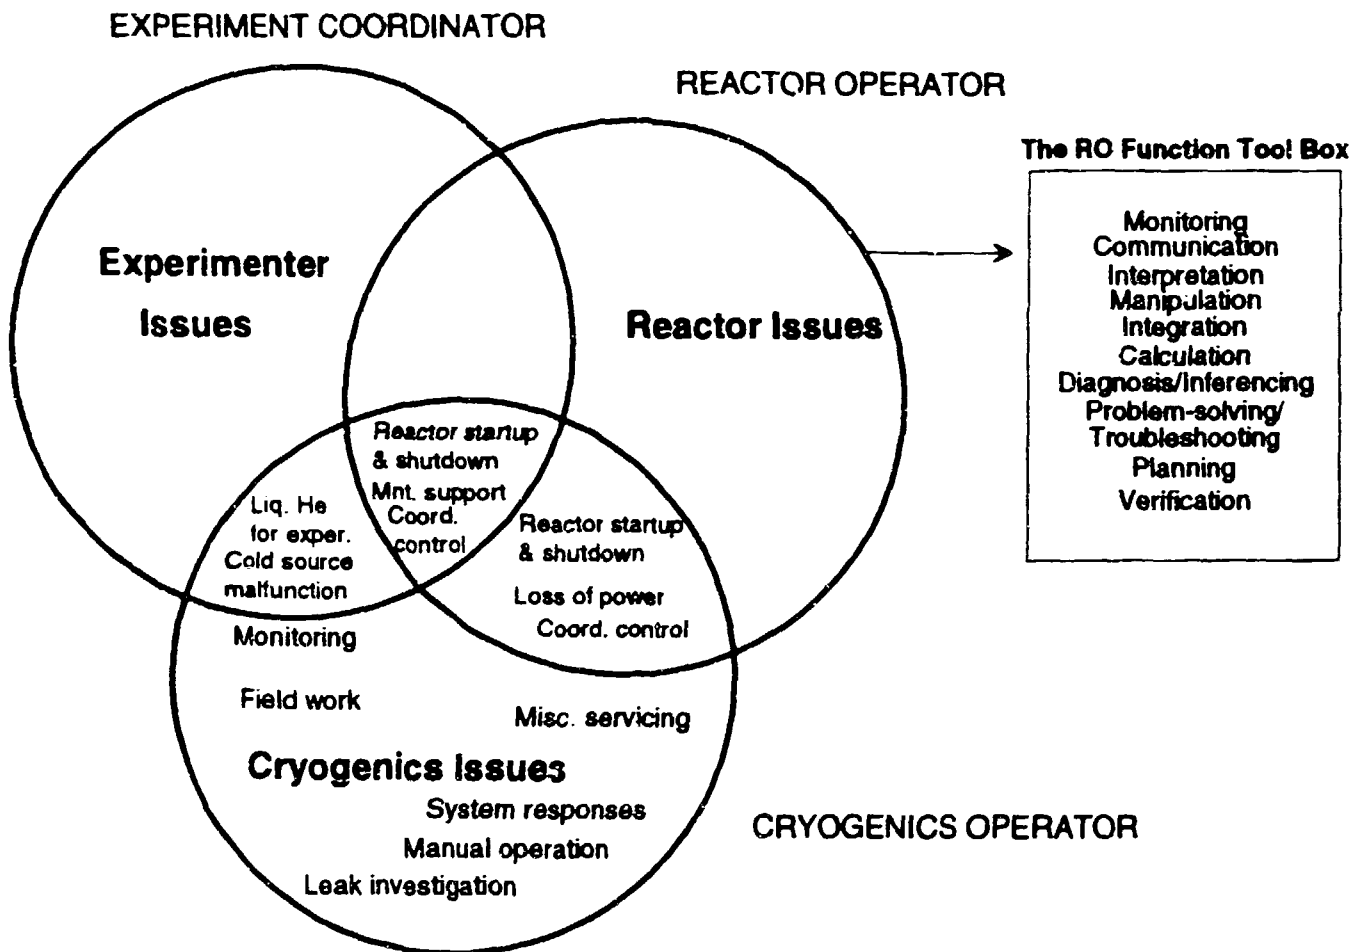 EXPERIMENT COORDINATOR
REACTOR OPERATOR
The RO Function Tool Box
Monitoring
Communication
Interpretation
Manipulation
Integration
Calculation
Diagnosis/Inferencing
Problem-solving/
Troubleshooting
Planning
Verification
Experimenter
Issues
Reactor Issues
Reactor startup
& shutdown
Mnt. support
Coord.
control
Liq. He
for exper.
Cold source
malfunction
Reactor startup
& shutdown
Loss of power
Coord. control
Monitoring
Field work
Misc. servicing
Cryogenics Issues
System responses
Manual operation
Leak investigation
CRYOGENICS OPERATOR